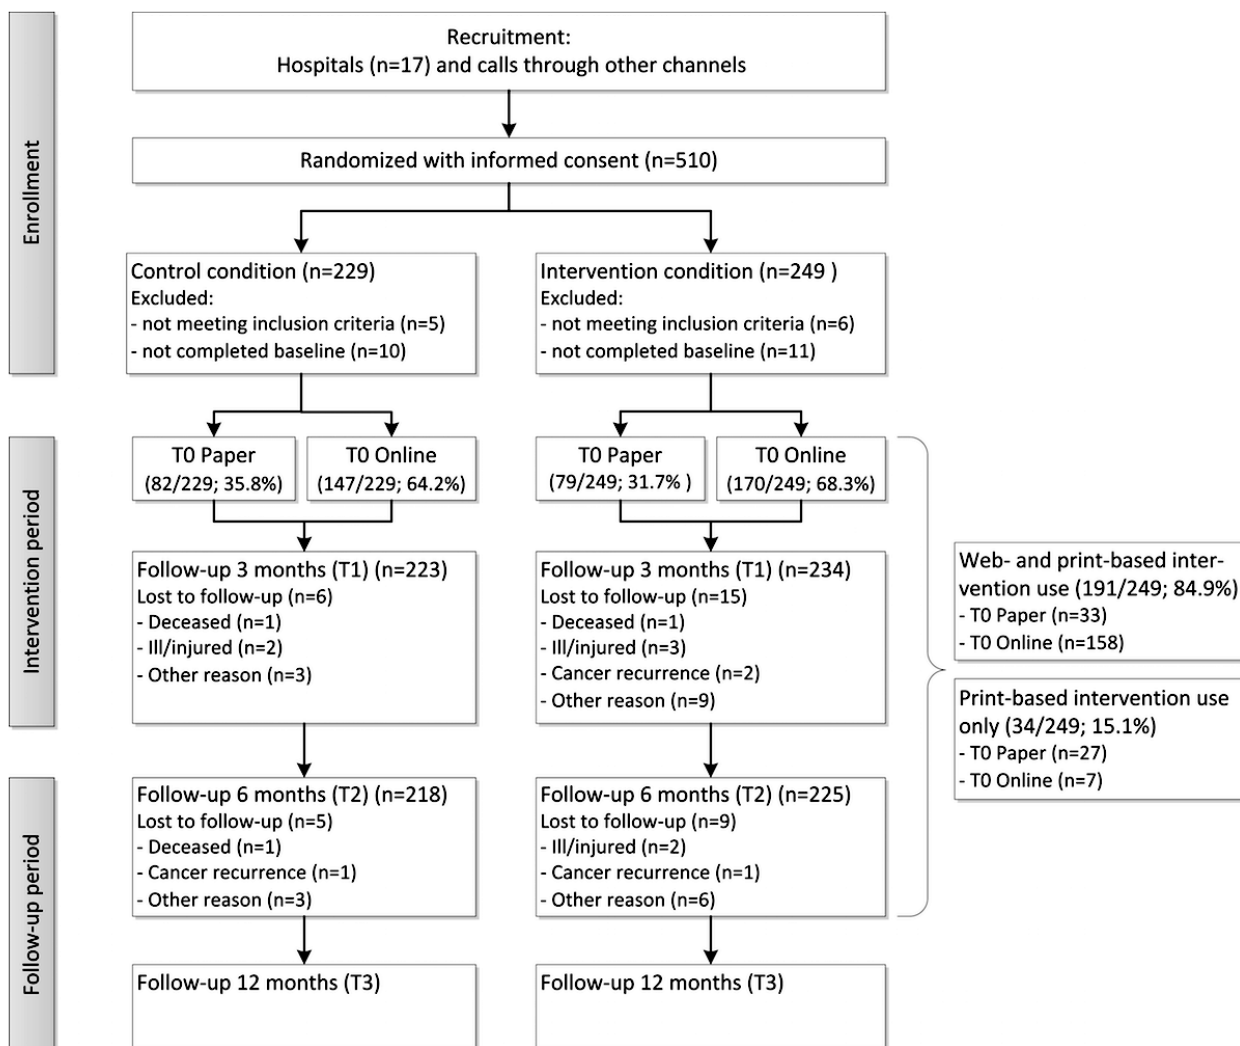 Enrollment
Recruitment:
Hospitals (n=17) and calls through other channels
Randomized with informed consent (n=510)
Control condition (n=229)
Excluded:
- not meeting inclusion criteria (n=5)
- not completed baseline (n=10)
Intervention condition (n=249 )
Excluded:
- not meeting inclusion criteria (n=6)
- not completed baseline (n=11)
Intervention period
T0 Paper
(82/229; 35.8%)
T0 Online
(147/229; 64.2%)
T0 Paper
(79/249; 31.7% )
T0 Online
(170/249; 68.3%)
Follow-up 3 months (T1) (n=223)
Lost to follow-up (n=6)
- Deceased (n=1)
- Ill/injured (n=2)
- Other reason (n=3)
Follow-up 3 months (T1) (n=234)
Lost to follow-up (n=15)
- Deceased (n=1)
- Ill/injured (n=3)
- Cancer recurrence (n=2)
- Other reason (n=9)
Web- and print-based inter-
vention use (191/249; 84.9%)
- T0 Paper (n=33)
- T0 Online (n=158)
Print-based intervention use
only (34/249; 15.1%)
- T0 Paper (n=27)
- T0 Online (n=7)
Follow-up period
Follow-up 6 months (T2) (n=218)
Lost to follow-up (n=5)
- Deceased (n=1)
- Cancer recurrence (n=1)
- Other reason (n=3)
Follow-up 6 months (T2) (n=225)
Lost to follow-up (n=9)
- Ill/injured (n=2)
- Cancer recurrence (n=1)
- Other reason (n=6)
Follow-up 12 months (T3)
Follow-up 12 months (T3)